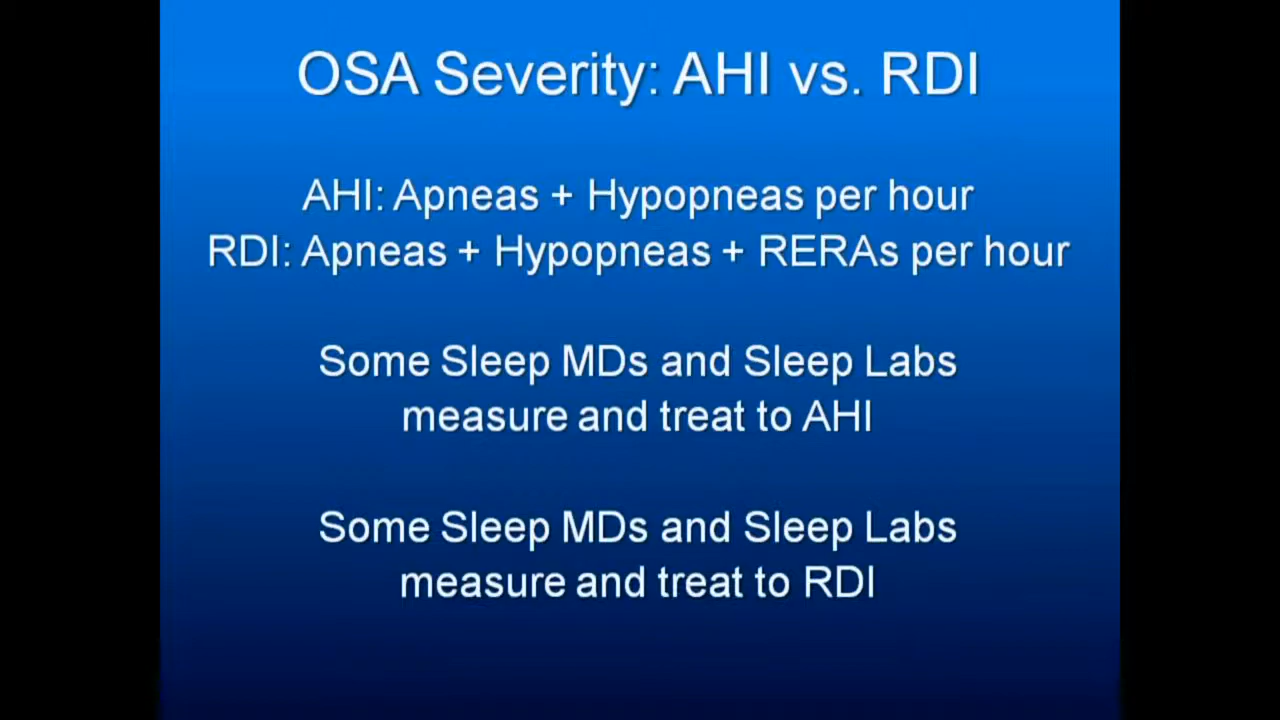 OSA Severity: AHI vs. RDI
AHI: Apneas + Hypopneas per hour
RDI: Apneas + Hypopneas + RERAs per hour
Some Sleep MDs and Sleep Labs
measure and treat to AHI
Some Sleep MDs and Sleep Labs
measure and treat to RDI